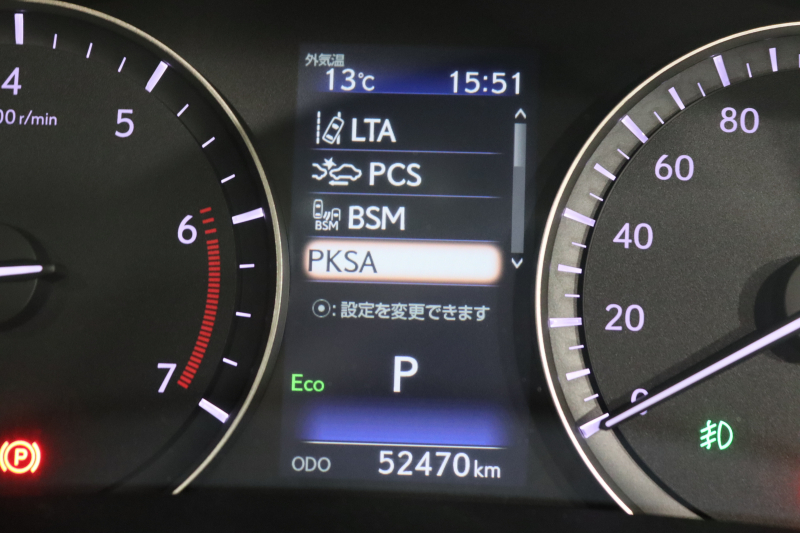 外気温
13℃ 15:51
LTA
PCS
BSM BSM
PKSA
⦿: 設定を変更できます
P
Eco
ODO 52470km
4
00 r/min
5
6
7
P
80
60
40
20
0